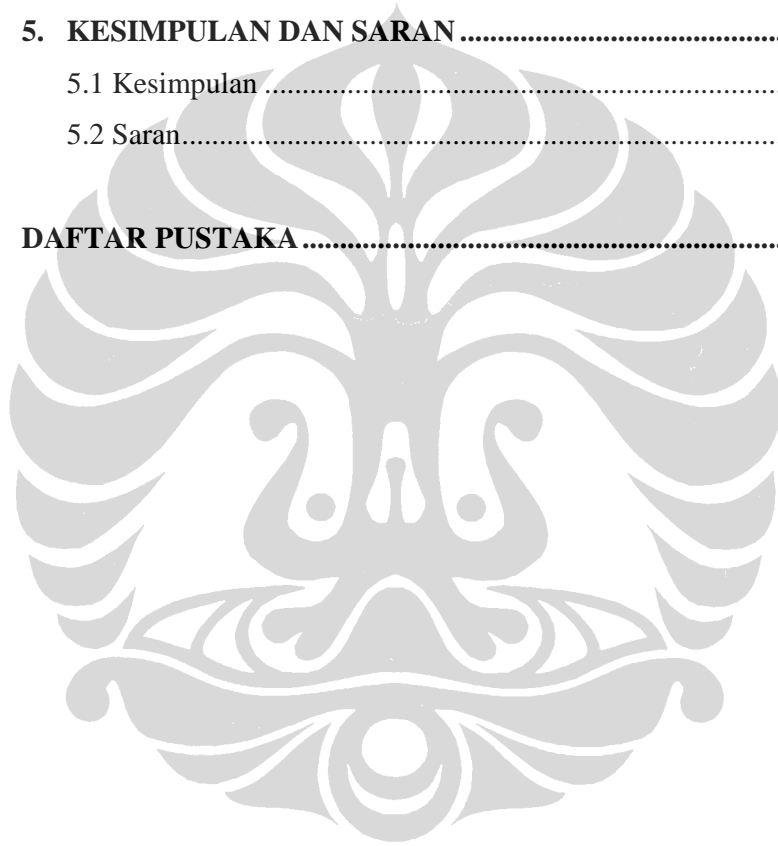 5. KESIMPULAN DAN SARAN ................................................
5.1 Kesimpulan ........................................................................
5.2 Saran..................................................................................
DAFTAR PUSTAKA ...................................................................